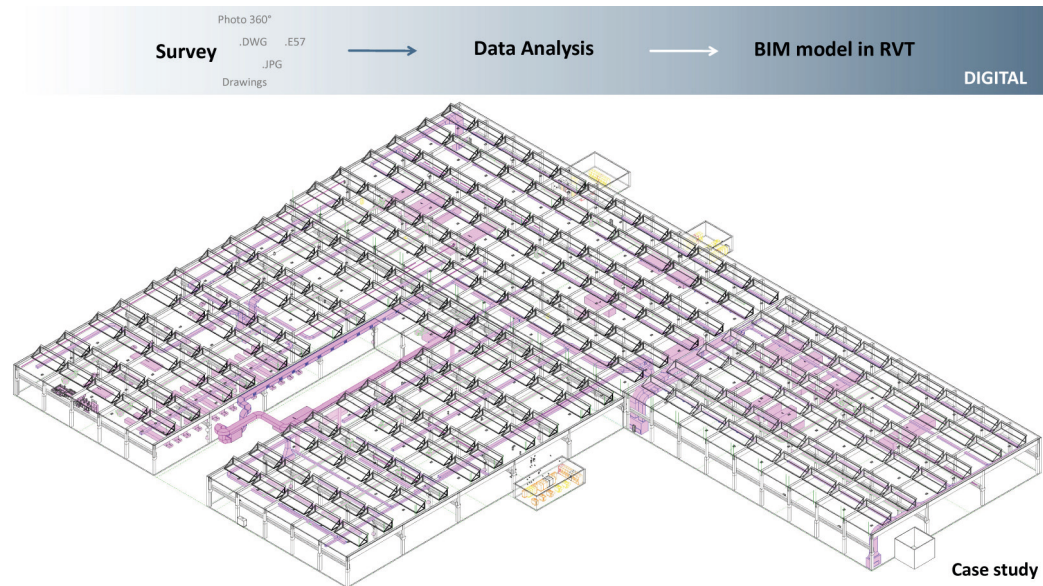 Photo 360°
Survey
.DWG .E57
.JPG
Drawings
Data Analysis
BIM model in RVT
DIGITAL
Case study